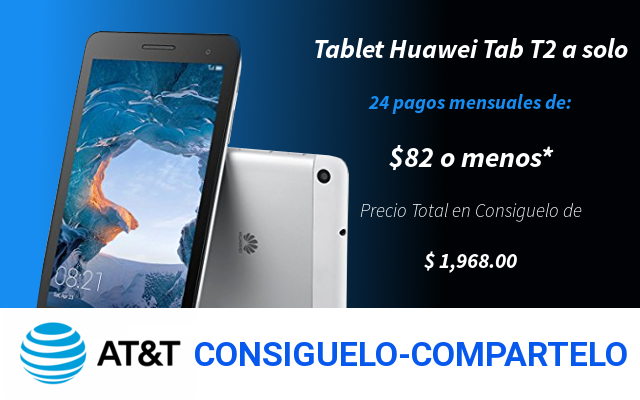 Tablet Huawei Tab T2 a solo
24 pagos mensuales de:
$82 o menos*
Precio Total en Consiguelo de
$ 1,968.00
08:21
HUAWEI
AT&T CONSIGUELO-COMPARTELO